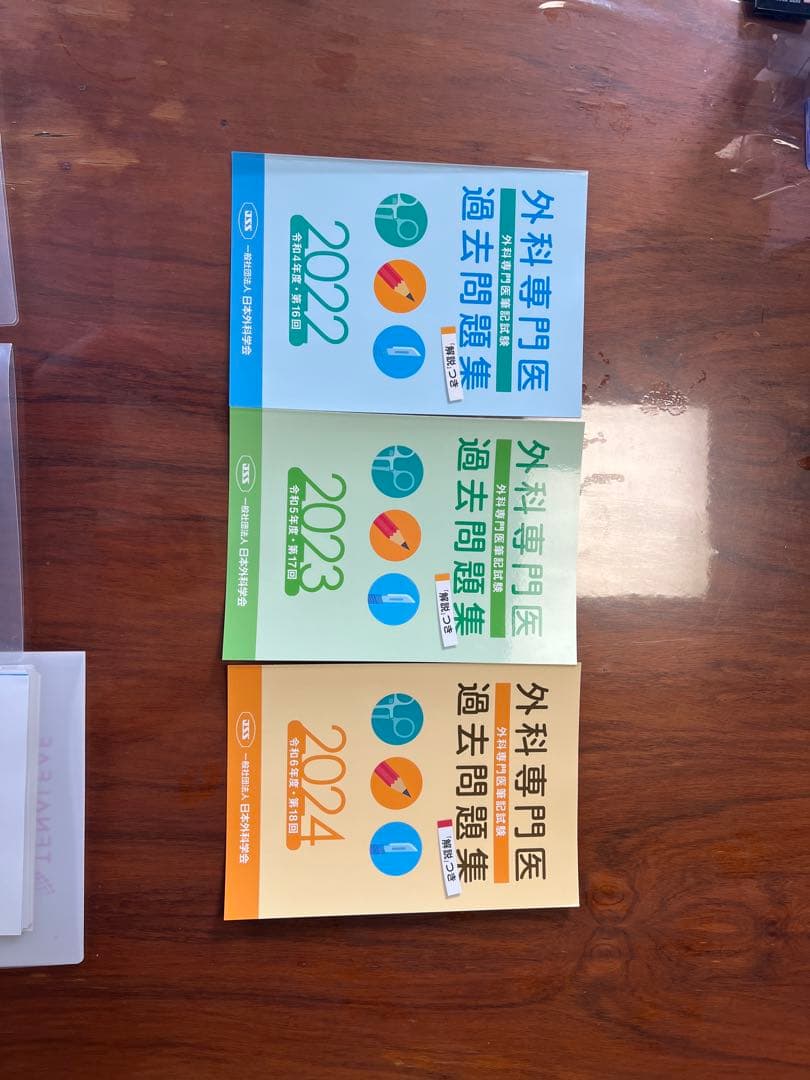 外科専門医
外科専門医筆記試験
過去問題集
「解説」つき
2022
令和4年度・第16回
JSS 一般社団法人 日本外科学会
外科専門医
外科専門医筆記試験
過去問題集
「解説」つき
2023
令和5年度・第17回
JSS 一般社団法人 日本外科学会
外科専門医
外科専門医筆記試験
過去問題集
「解説」つき
2024
令和6年度・第18回
JSS 一般社団法人 日本外科学会